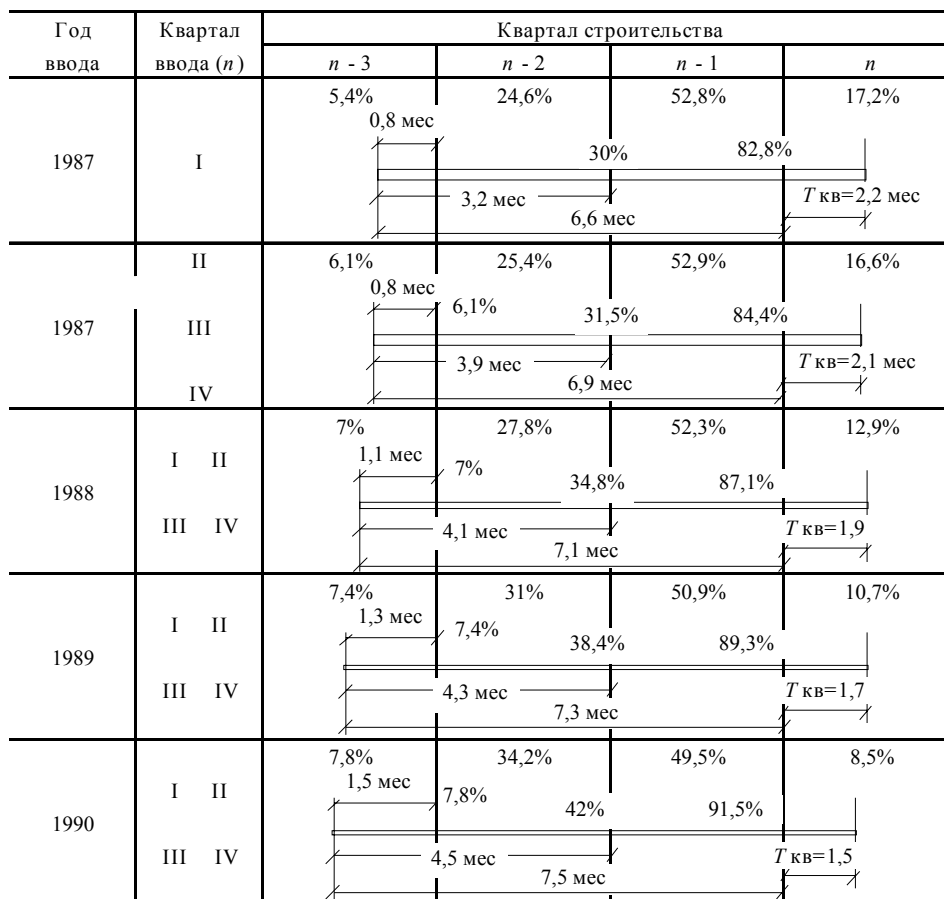 Год Квартал Квартал строительства
ввода ввода (n) n - 3 n - 2 n - 1 n
5,4% 24,6% 52,8% 17,2%
0,8 мес
1987 I 30% 82,8%
3,2 мес T кв=2,2 мес
6,6 мес
II 6,1% 25,4% 52,9% 16,6%
0,8 мес
6,1%
1987 III 31,5% 84,4%
3,9 мес T кв=2,1 мес
IV 6,9 мес
7% 27,8% 52,3% 12,9%
I II 1,1 мес
7%
1988 34,8% 87,1%
III IV 4,1 мес T кв=1,9
7,1 мес
7,4% 31% 50,9% 10,7%
I II 1,3 мес
7,4%
1989 38,4% 89,3%
III IV 4,3 мес T кв=1,7
7,3 мес
7,8% 34,2% 49,5% 8,5%
I II 1,5 мес
7,8%
1990 42% 91,5%
III IV 4,5 мес T кв=1,5
7,5 мес